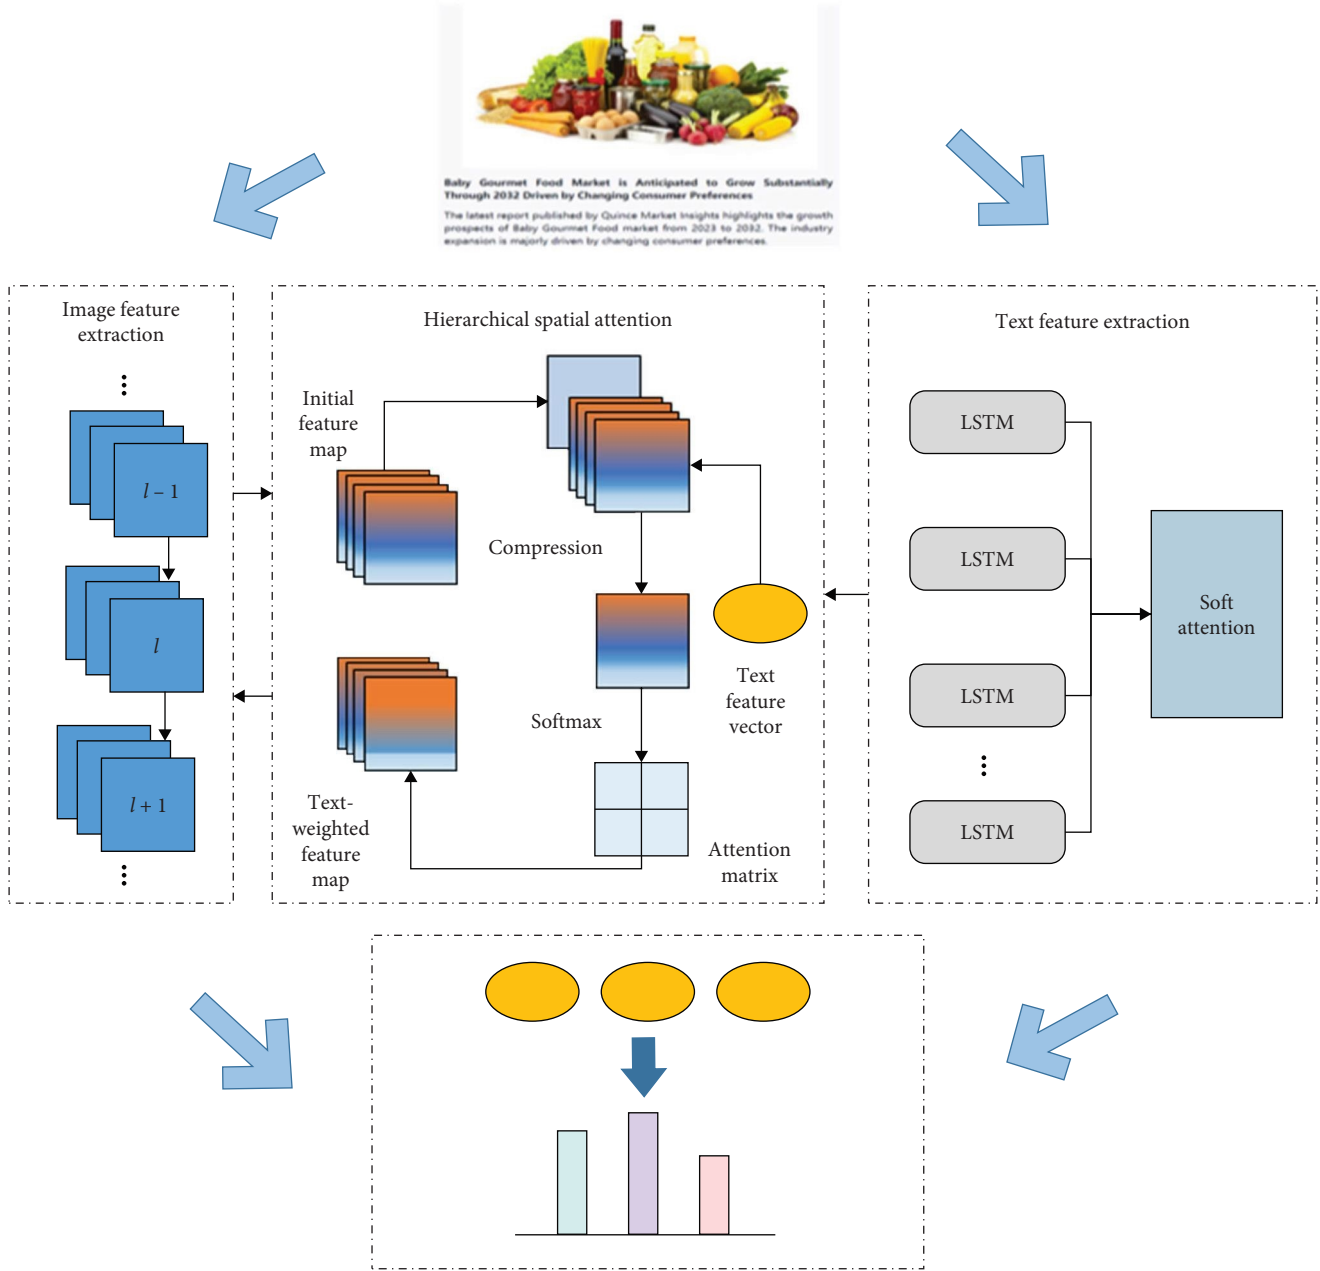 Baby Gourmet Food Market is Anticipated to Grow Substantially
Through 2032 Driven by Changing Consumer Preferences
The latest report published by Quince Market Insights highlights the growth
prospects of Baby Gourmet Food market from 2023 to 2032. The industry
expansion is majorly driven by changing consumer preferences.
Image feature
extraction
l – 1
l
l + 1
Hierarchical spatial attention
Initial
feature
map
Compression
Softmax
Text
feature
vector
Text-
weighted
feature
map
Attention
matrix
Text feature extraction
LSTM
LSTM
LSTM
LSTM
Soft
attention